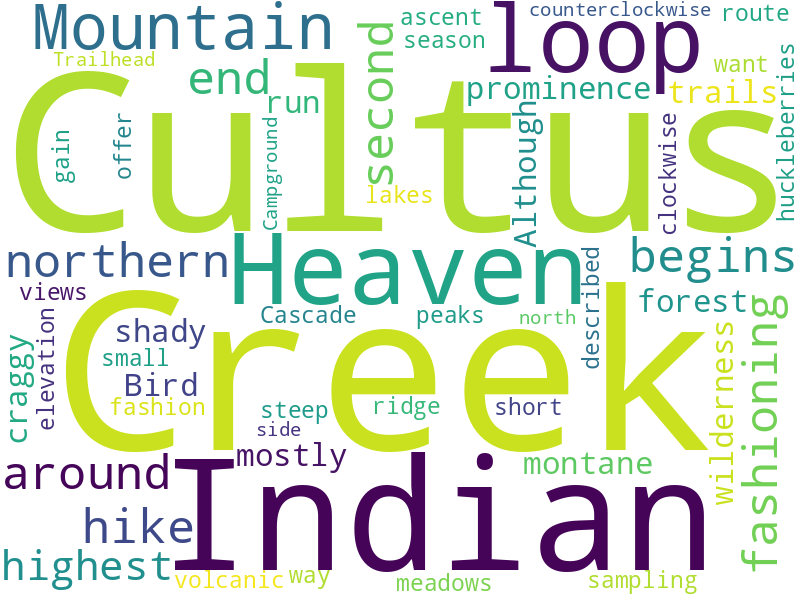 Mountain
loop
ascent
counterclockwise
route
season
Trailhead
end
run
second
prominence
want
trails
Cultus
gain
offer
Campground
lakes
Although
clockwise
huckleberries
northern
Heaven
begins
views
Cascade
peaks
north
described
forest
craggy
elevation
shady
small
Bird
fashion
Creek
steep
side
ridge
short
wilderness
fashioning
around
mostly
Indian
montane
hike
highest
volcanic
way
meadows
sampling